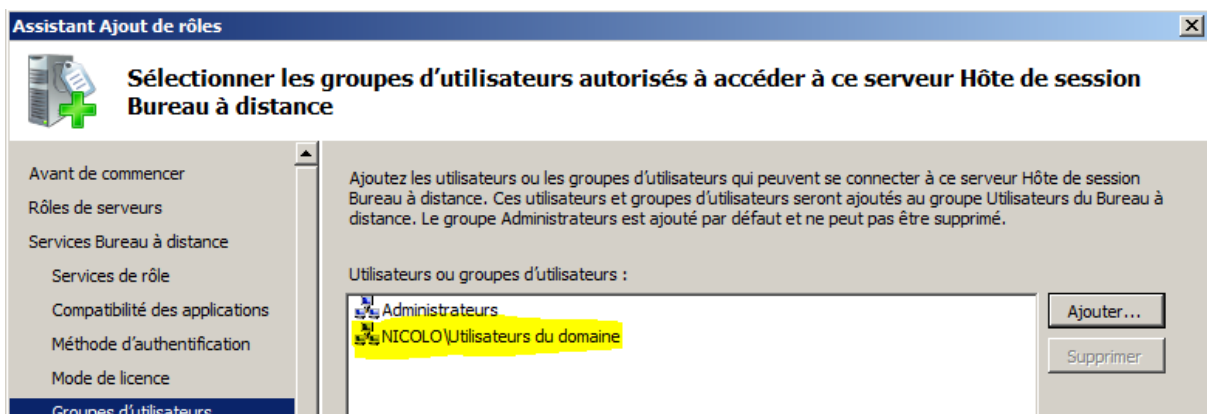 Assistant Ajout de rôles
Sélectionner les groupes d'utilisateurs autorisés à accéder à ce serveur Hôte de session
Bureau à distance
Avant de commencer
Rôles de serveurs
Services Bureau à distance
Services de rôle
Compatibilité des applications
Méthode d'authentification
Mode de licence
Groupes d'utilisateurs
Ajoutez les utilisateurs ou les groupes d'utilisateurs qui peuvent se connecter à ce serveur Hôte de session
Bureau à distance. Ces utilisateurs et groupes d'utilisateurs seront ajoutés au groupe Utilisateurs du Bureau à
distance. Le groupe Administrateurs est ajouté par défaut et ne peut pas être supprimé.
Utilisateurs ou groupes d'utilisateurs :
Administrateurs
NICOLO\Utilisateurs du domaine
Ajouter...
Supprimer